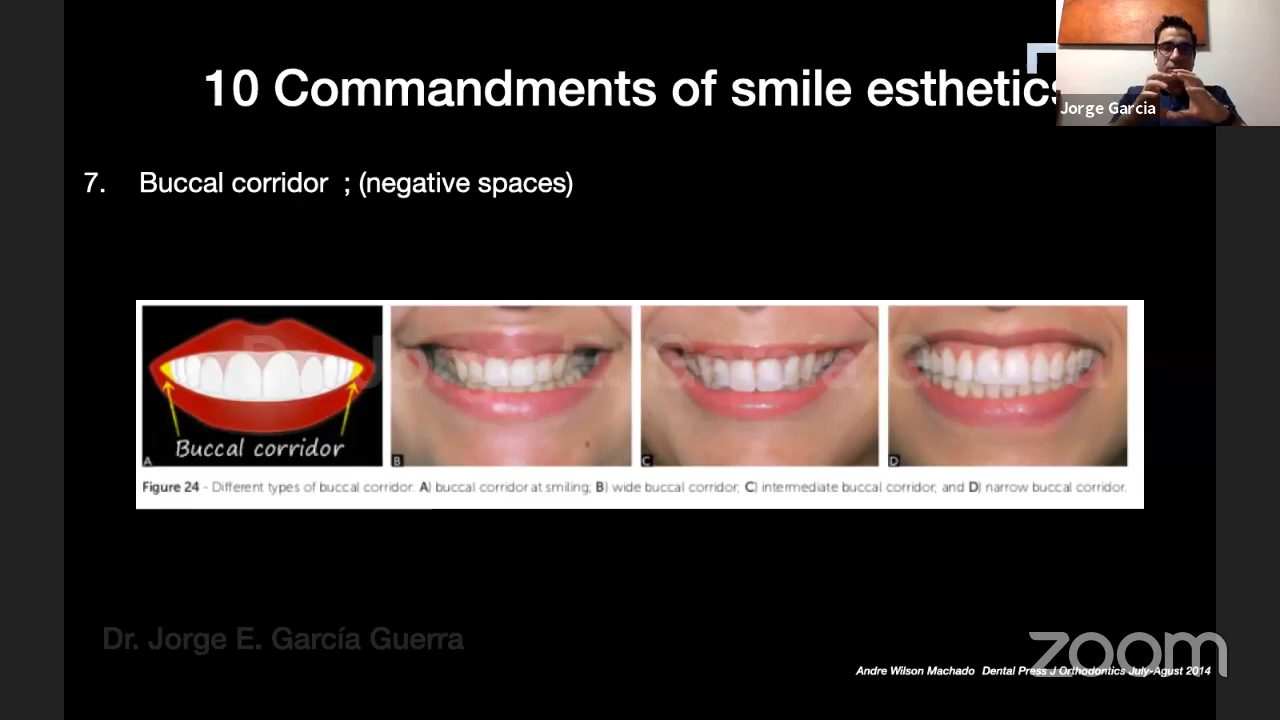 10 Commandments of smile esthetics
Jorge Garcia
7. Buccal corridor ; (negative spaces)
Buccal corridor
A
B
C
D
Figure 24 - Different types of buccal corridor. A) buccal corridor at smiling; B) wide buccal corridor; C) intermediate buccal corridor; and D) narrow buccal corridor.
Dr. Jorge E. García Guerra
zoom
Andre Wilson Machado Dental Press J Orthodontics July-Agust 2014